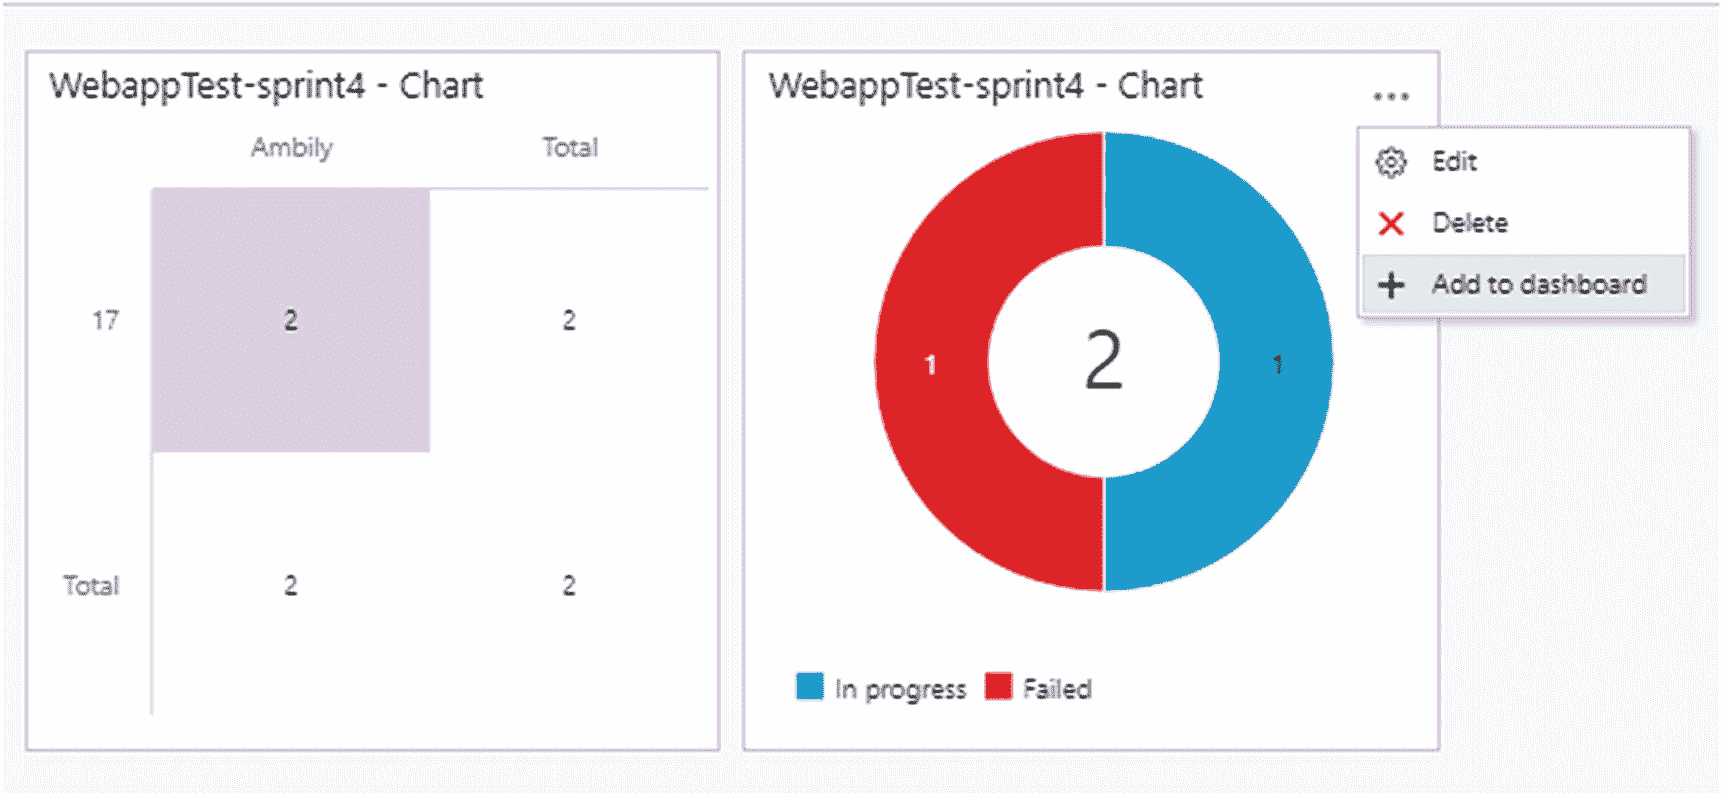 WebappTest-sprint4 - Chart
Ambily Total
17 2 2
Total 2 2
WebappTest-sprint4 - Chart
...
Edit
Delete
Add to dashboard
1 2 1
In progress Failed